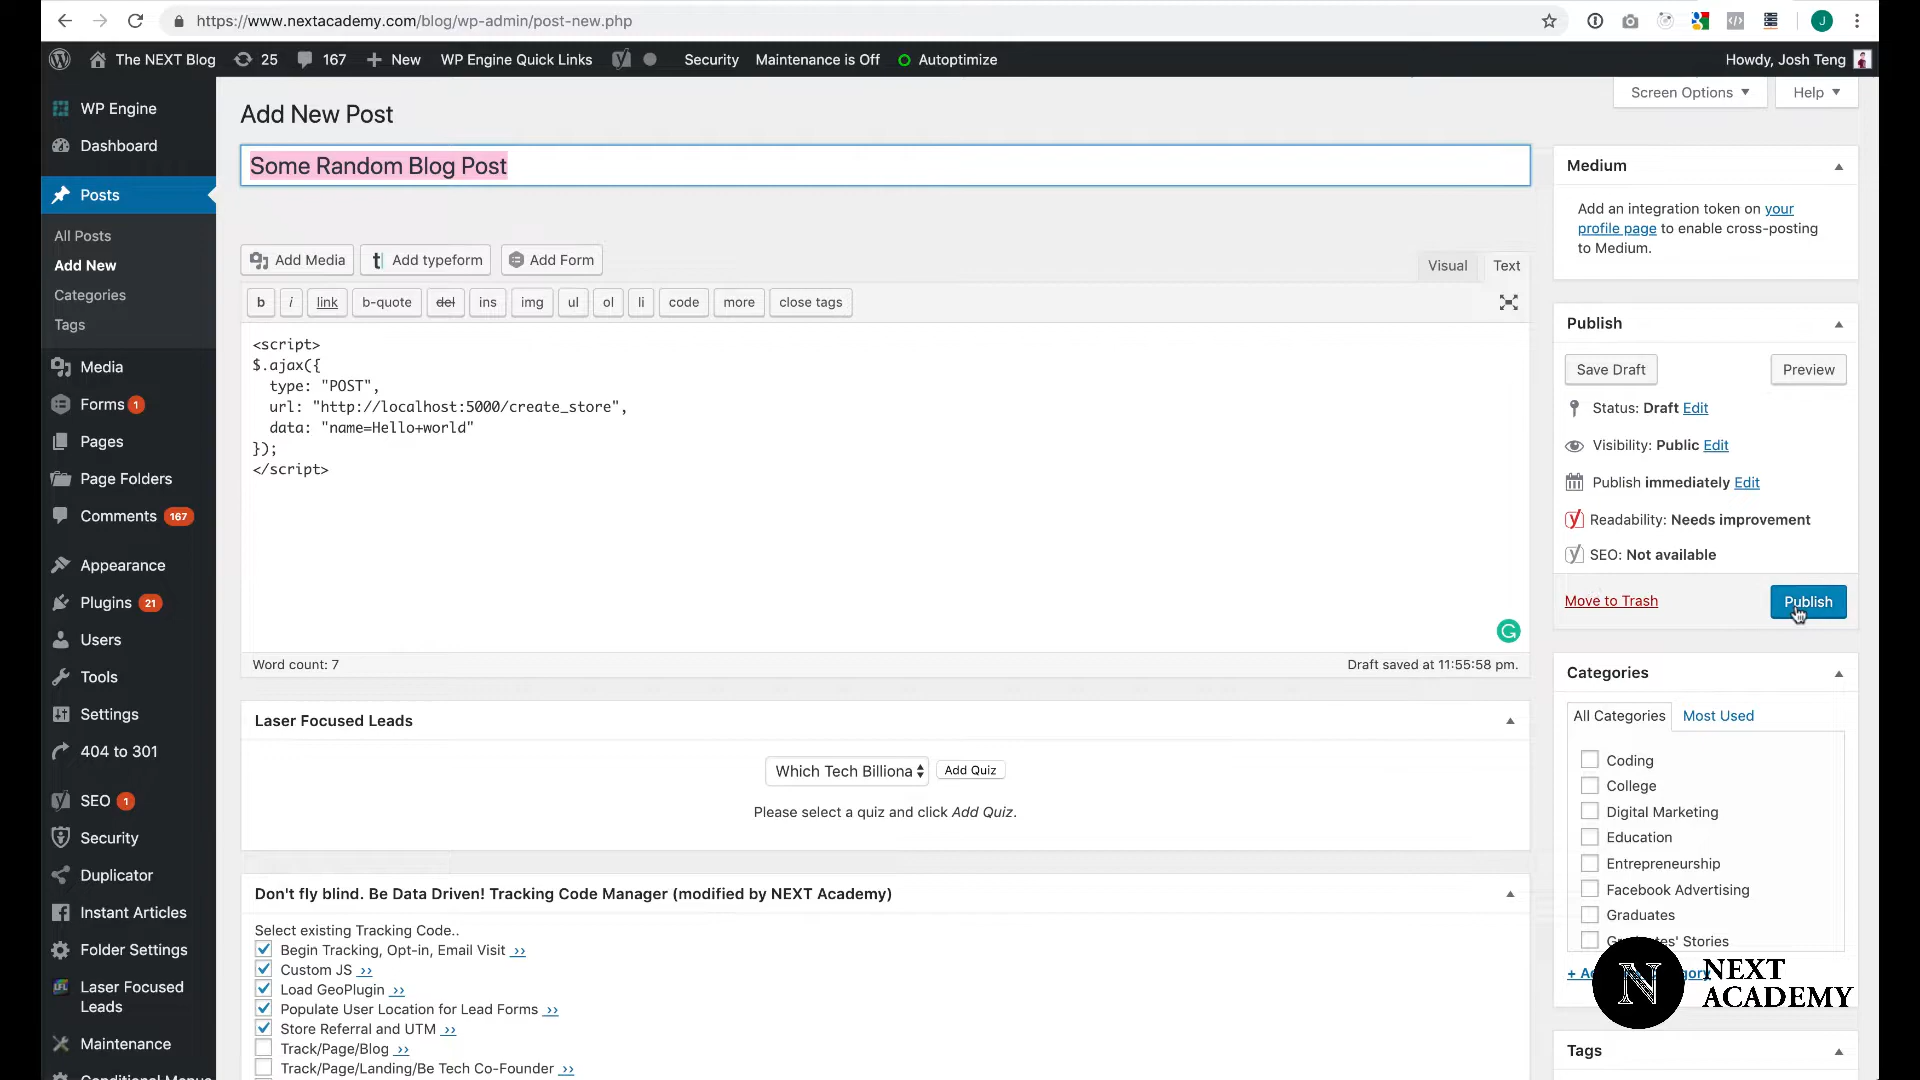 https://www.nextacademy.com/blog/wp-admin/post-new.php
J
The NEXT Blog
25
167
New
WP Engine Quick Links
Security
Maintenance is Off
Autoptimize
Howdy, Josh Teng
WP Engine
Dashboard
Posts
All Posts
Add New
Categories
Tags
Media
Forms 1
Pages
Page Folders
Comments 167
Appearance
Plugins 21
Users
Tools
Settings
404 to 301
SEO 1
Security
Duplicator
Instant Articles
Folder Settings
Laser Focused
Leads
Maintenance
Screen Options
Help
Add New Post
Some Random Blog Post
Add Media
Add typeform
Add Form
Visual
Text
b
i
link
b-quote
del
ins
img
ul
ol
li
code
more
close tags
<script>
$.ajax({
type: "POST",
url: "http://localhost:5000/create_store",
data: "name=Hello+world"
});
</script>
Word count: 7
Draft saved at 11:55:58 pm.
Laser Focused Leads
Which Tech Billiona
Add Quiz
Please select a quiz and click Add Quiz.
Don't fly blind. Be Data Driven! Tracking Code Manager (modified by NEXT Academy)
Select existing Tracking Code..
Begin Tracking, Opt-in, Email Visit >>
Custom JS >>
Load GeoPlugin >>
Populate User Location for Lead Forms >>
Store Referral and UTM >>
Track/Page/Blog >>
Track/Page/Landing/Be Tech Co-Founder >>
Medium
Add an integration token on your
profile page to enable cross-posting
to Medium.
Publish
Save Draft
Preview
Status: Draft Edit
Visibility: Public Edit
Publish immediately Edit
Readability: Needs improvement
SEO: Not available
Move to Trash
Publish
Categories
All Categories
Most Used
Coding
College
Digital Marketing
Education
Entrepreneurship
Facebook Advertising
Graduates
Graduates' Stories
N
NEXT
ACADEMY
Tags